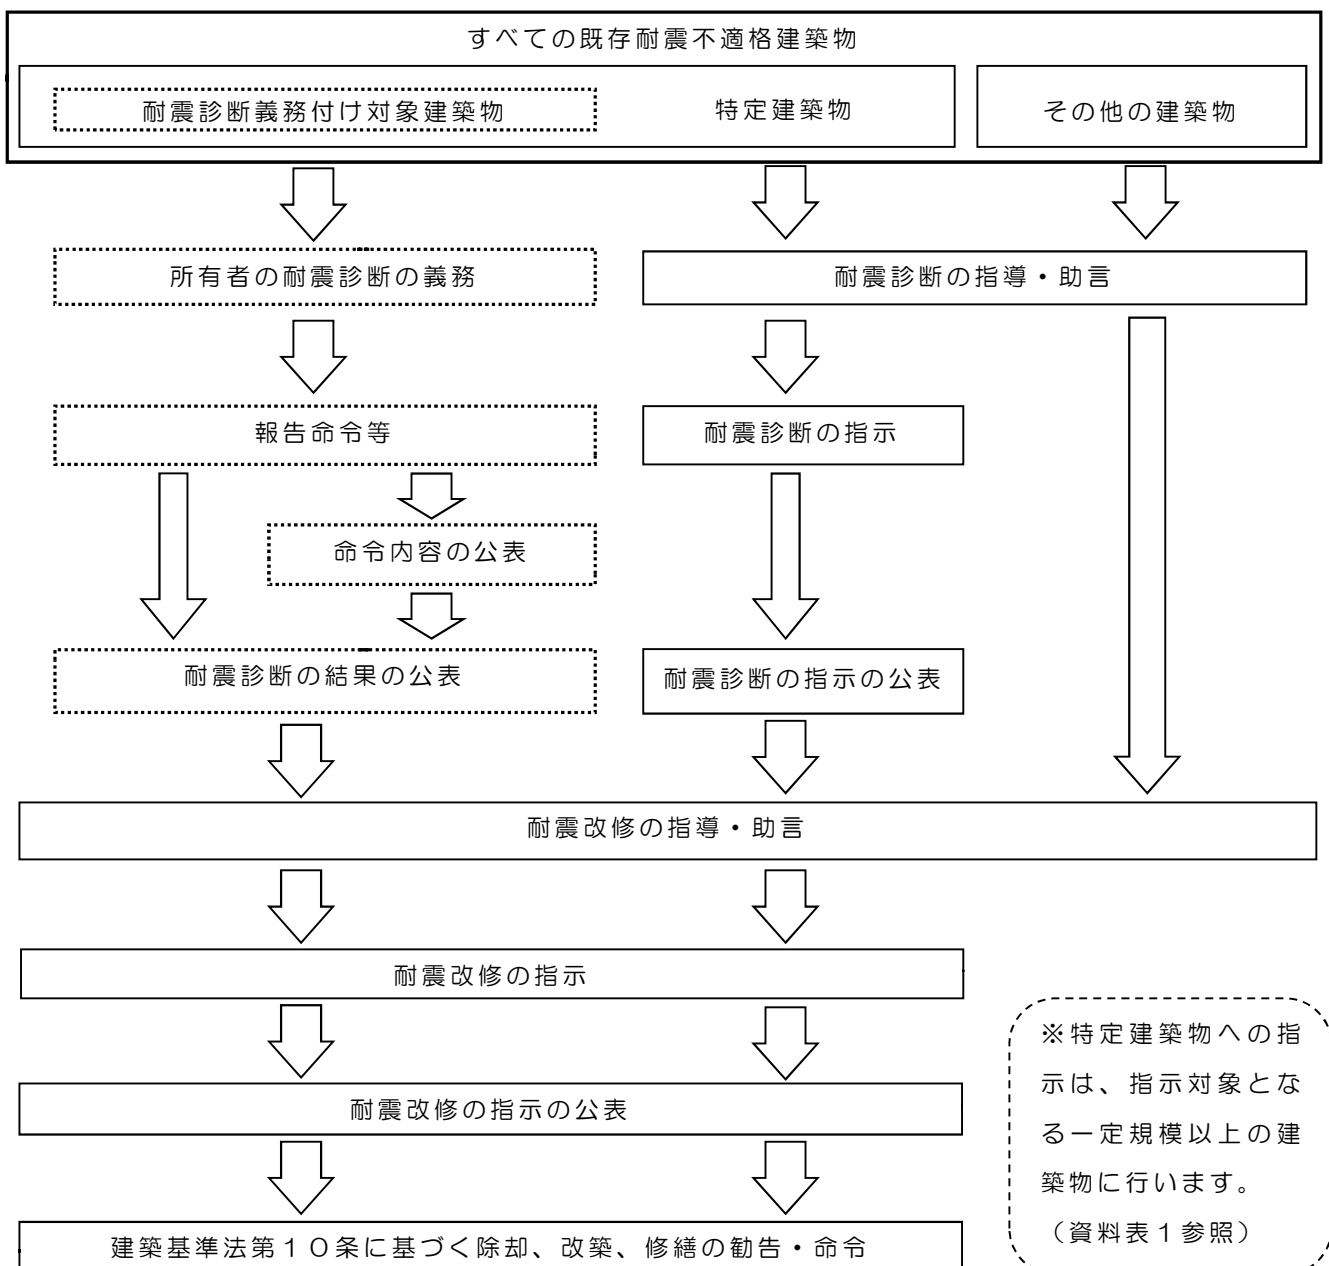 すべての既存耐震不適格建築物
耐震診断義務付け対象建築物
特定建築物
その他の建築物
所有者の耐震診断の義務
耐震診断の指導・助言
報告命令等
耐震診断の指示
命令内容の公表
耐震診断の結果の公表
耐震診断の指示の公表
耐震改修の指導・助言
耐震改修の指示
耐震改修の指示の公表
建築基準法第１０条に基づく除却、改築、修繕の勧告・命令
※特定建築物への指
示は、指示対象とな
る一定規模以上の建
築物に行います。
（資料表１参照）